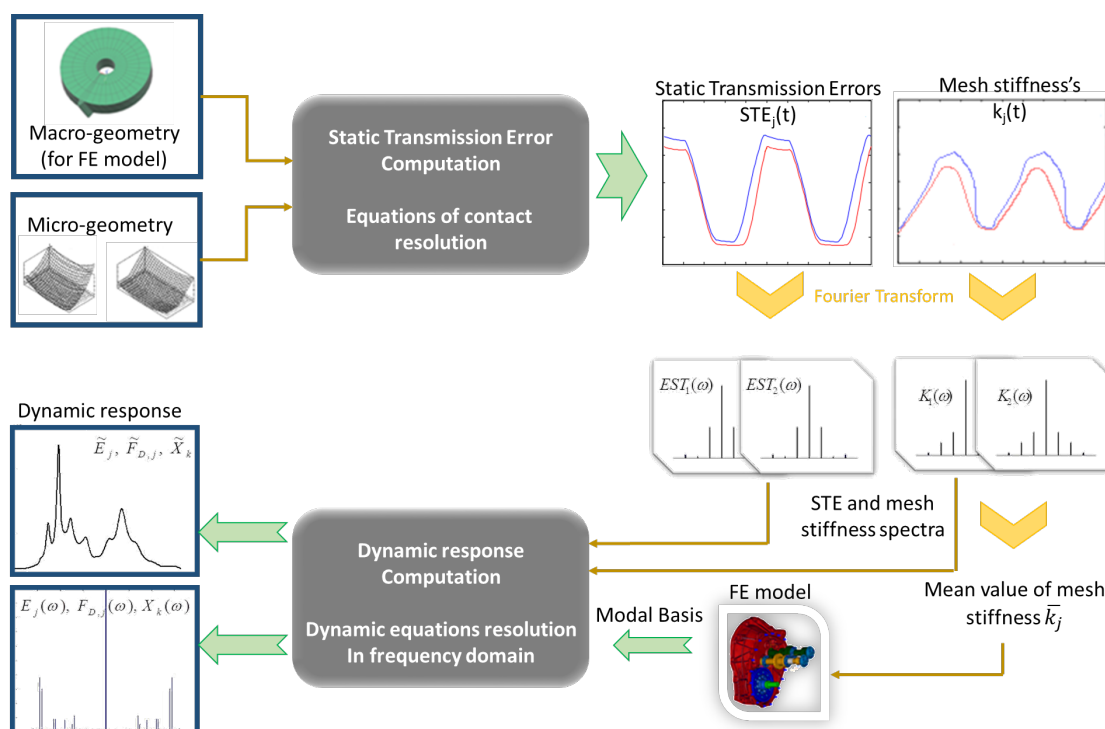 Macro-geometry
(for FE model)
Micro-geometry
Static Transmission Error
Computation
Equations of contact
resolution
Static Transmission Errors
STEj(t)
Mesh stiffness's
kj(t)
Fourier Transform
EST1(ω)
EST2(ω)
K1(ω)
K2(ω)
STE and mesh
stiffness spectra
Mean value of mesh
stiffness k̅j
FE model
Modal Basis
Dynamic response
Computation
Dynamic equations resolution
In frequency domain
Dynamic response
Ẽj, F̃D,j, X̃k
Ej(ω), FD,j(ω), Xk(ω)